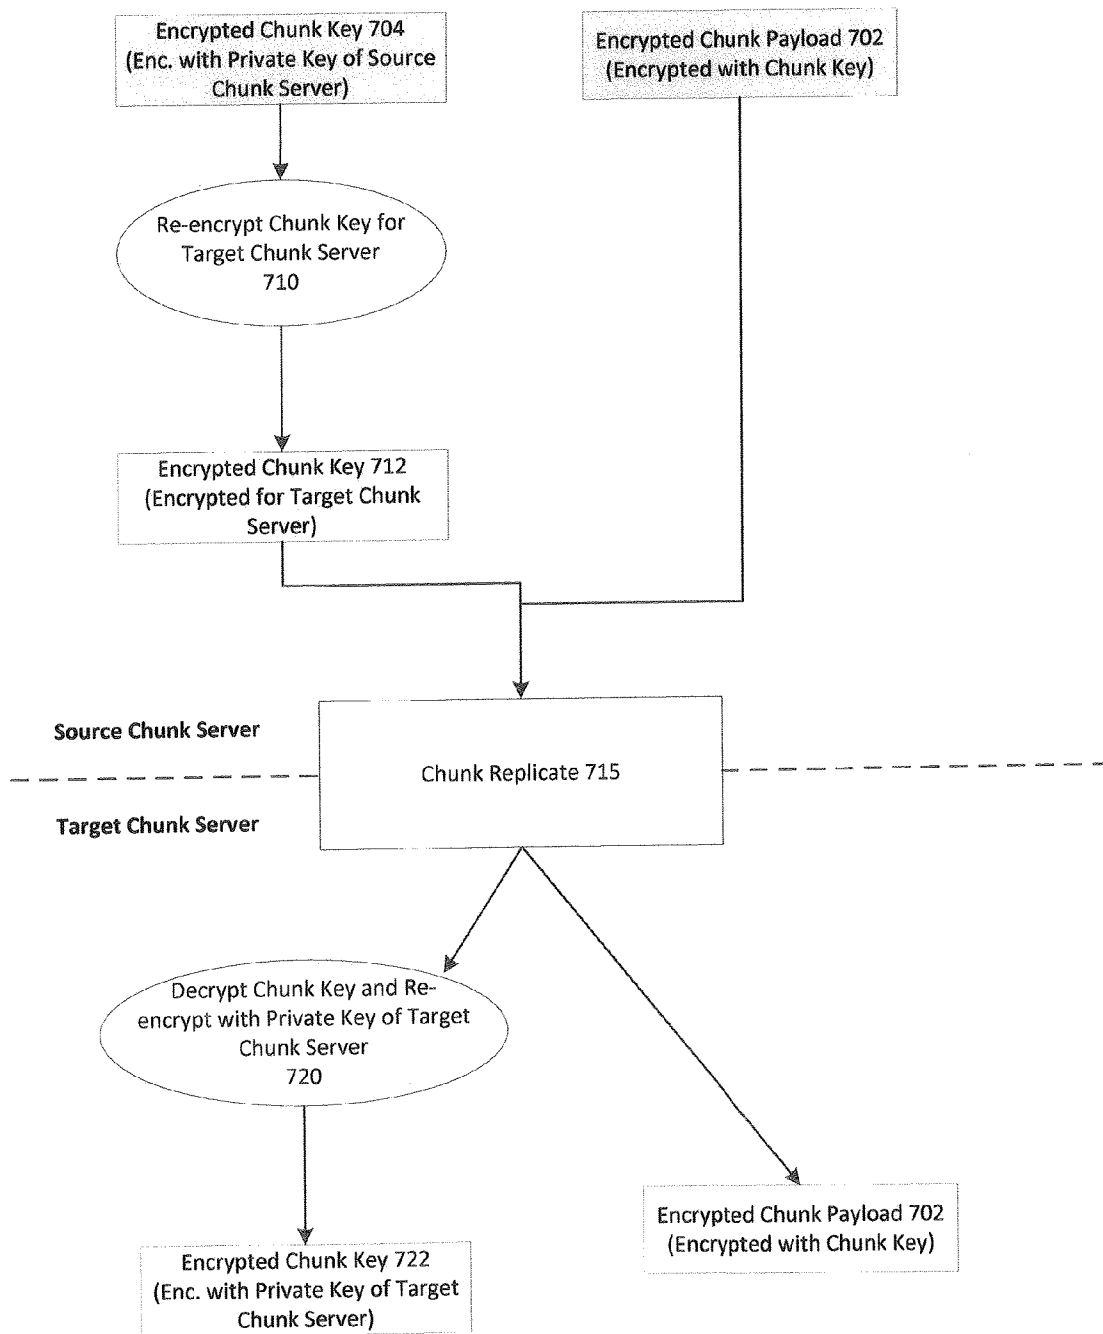 Encrypted Chunk Key 704
(Enc. with Private Key of Source
Chunk Server)
Encrypted Chunk Payload 702
(Encrypted with Chunk Key)
Re-encrypt Chunk Key for
Target Chunk Server
710
Encrypted Chunk Key 712
(Encrypted for Target Chunk
Server)
Source Chunk Server
Chunk Replicate 715
Target Chunk Server
Decrypt Chunk Key and Re-
encrypt with Private Key of Target
Chunk Server
720
Encrypted Chunk Payload 702
(Encrypted with Chunk Key)
Encrypted Chunk Key 722
(Enc. with Private Key of Target
Chunk Server)